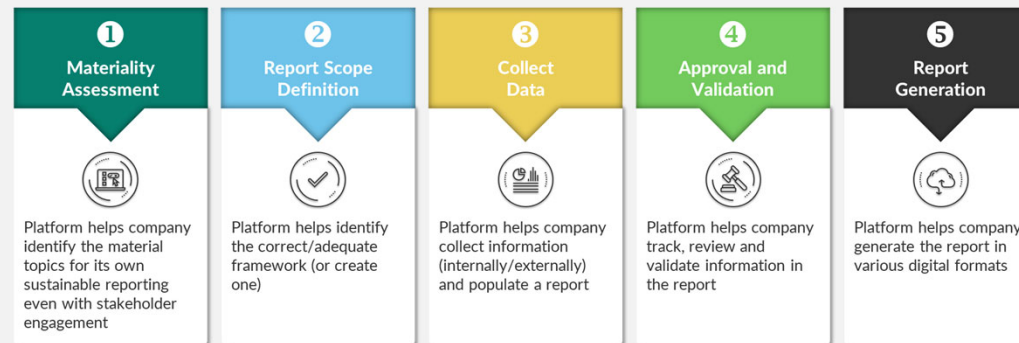 1
Materiality
Assessment
Platform helps company
identify the material
topics for its own
sustainable reporting
even with stakeholder
engagement
2
Report Scope
Definition
Platform helps identify
the correct/adequate
framework (or create
one)
3
Collect
Data
Platform helps company
collect information
(internally/externally)
and populate a report
4
Approval and
Validation
Platform helps company
track, review and
validate information in
the report
5
Report
Generation
Platform helps company
generate the report in
various digital formats